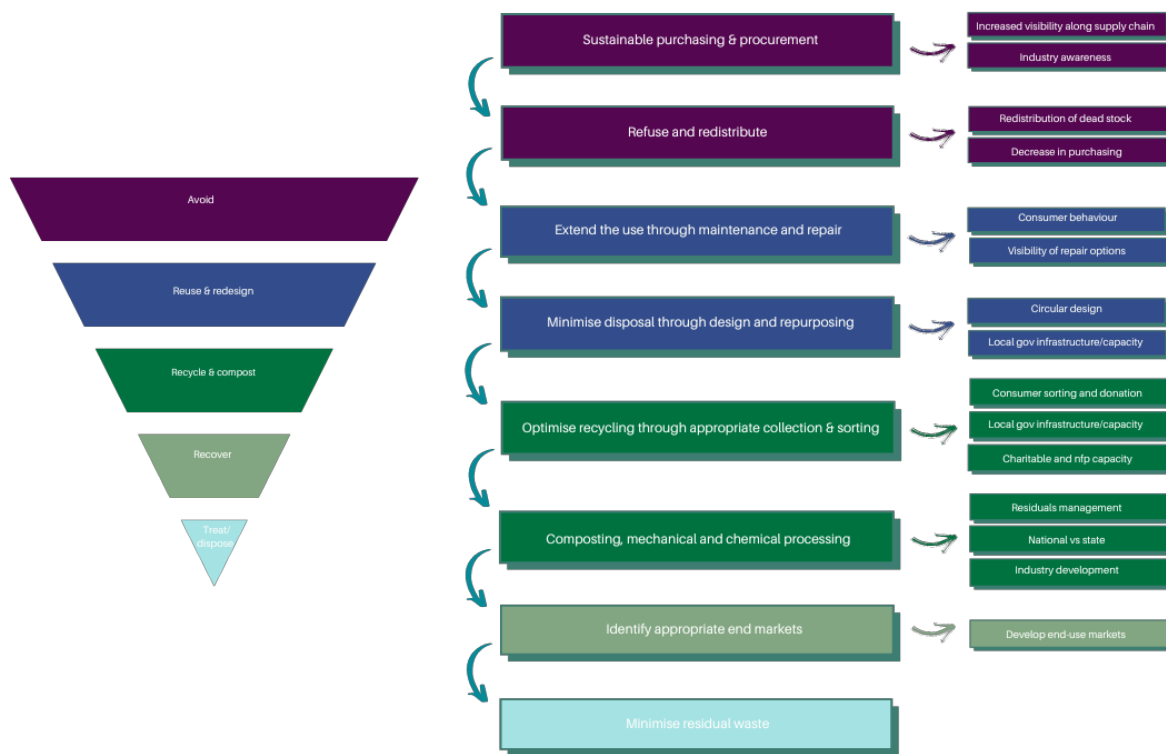 Avoid
Reuse & redesign
Recycle & compost
Recover
Treat/
dispose
Sustainable purchasing & procurement
Increased visibility along supply chain
Industry awareness
Refuse and redistribute
Redistribution of dead stock
Decrease in purchasing
Extend the use through maintenance and repair
Consumer behaviour
Visibility of repair options
Minimise disposal through design and repurposing
Circular design
Local gov infrastructure/capacity
Optimise recycling through appropriate collection & sorting
Consumer sorting and donation
Local gov infrastructure/capacity
Charitable and nfp capacity
Composting, mechanical and chemical processing
Residuals management
National vs state
Industry development
Identify appropriate end markets
Develop end-use markets
Minimise residual waste